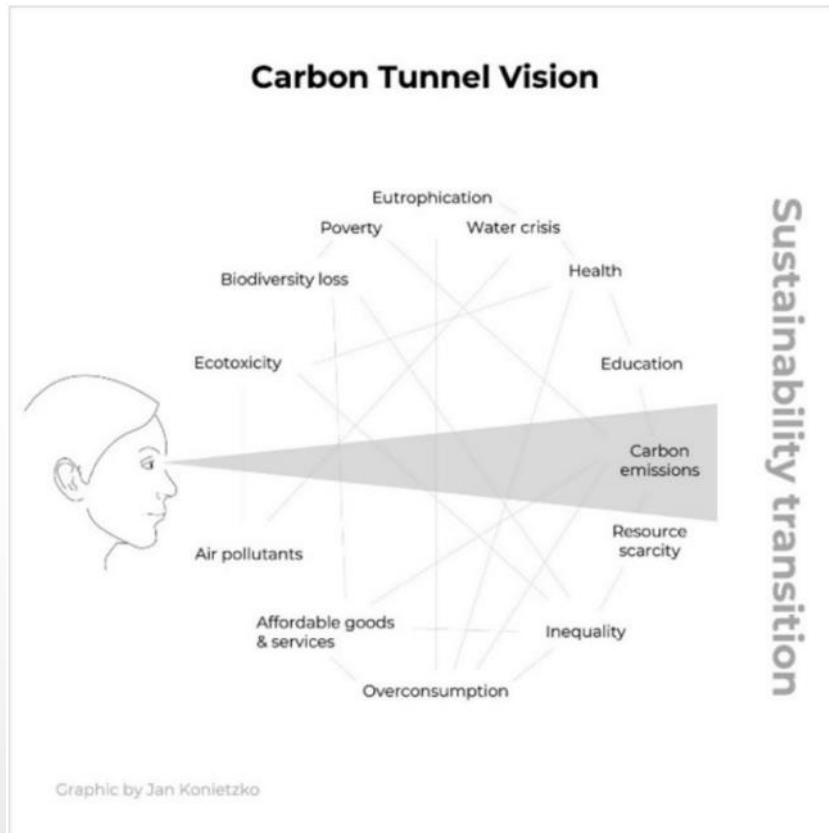 Carbon Tunnel Vision
Eutrophication
Poverty
Water crisis
Health
Biodiversity loss
Ecotoxicity
Education
Carbon
emissions
Resource
scarcity
Air pollutants
Affordable goods
& services
Inequality
Overconsumption
Sustainability transition
Graphic by Jan Konietzko